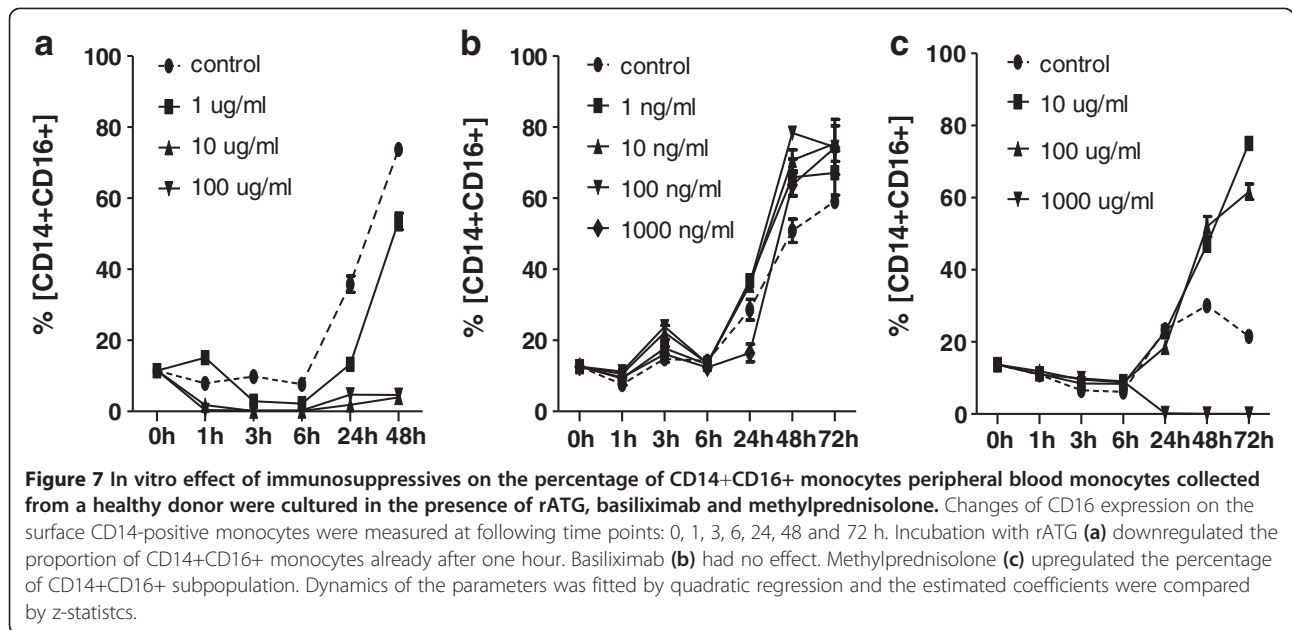 a
100
80
60
40
20
0
% [CD14+CD16+]
control
1 ug/ml
10 ug/ml
100 ug/ml
0h 1h 3h 6h 24h 48h
b
100
80
60
40
20
0
% [CD14+CD16+]
control
1 ng/ml
10 ng/ml
100 ng/ml
1000 ng/ml
0h 1h 3h 6h 24h 48h 72h
c
100
80
60
40
20
0
% [CD14+CD16+]
control
10 ug/ml
100 ug/ml
1000 ug/ml
0h 1h 3h 6h 24h 48h 72h
Figure 7 In vitro effect of immunosuppressives on the percentage of CD14+CD16+ monocytes peripheral blood monocytes collected
from a healthy donor were cultured in the presence of rATG, basiliximab and methylprednisolone. Changes of CD16 expression on the
surface CD14-positive monocytes were measured at following time points: 0, 1, 3, 6, 24, 48 and 72 h. Incubation with rATG (a) downregulated the
proportion of CD14+CD16+ monocytes already after one hour. Basiliximab (b) had no effect. Methylprednisolone (c) upregulated the percentage
of CD14+CD16+ subpopulation. Dynamics of the parameters was fitted by quadratic regression and the estimated coefficients were compared
by z-statistcs.